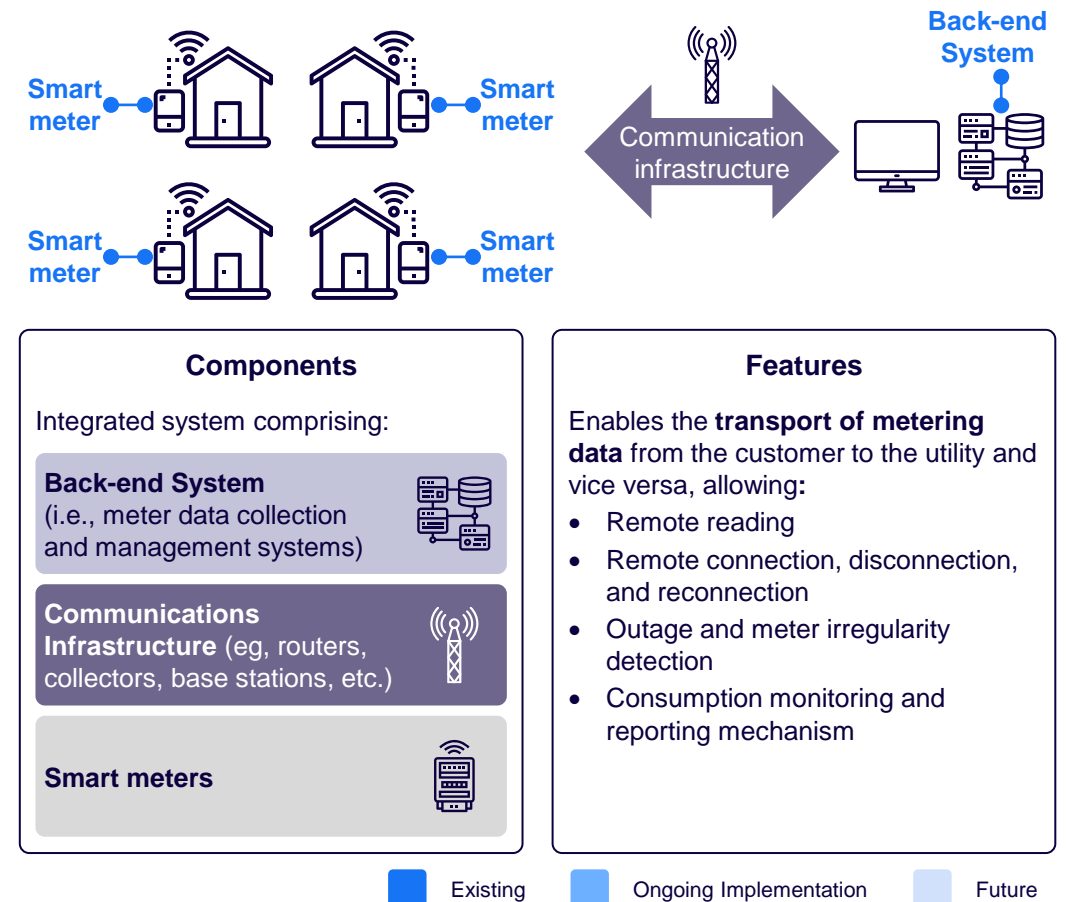 Back-end
System
Smart
meter
Smart
meter
Communication
infrastructure
Smart
meter
Smart
meter
Components
Integrated system comprising:
Back-end System
(i.e., meter data collection
and management systems)
Communications
Infrastructure (eg, routers,
collectors, base stations, etc.)
Smart meters
Features
Enables the transport of metering
data from the customer to the utility and
vice versa, allowing:
• Remote reading
• Remote connection, disconnection,
and reconnection
• Outage and meter irregularity
detection
• Consumption monitoring and
reporting mechanism
Existing
Ongoing Implementation
Future